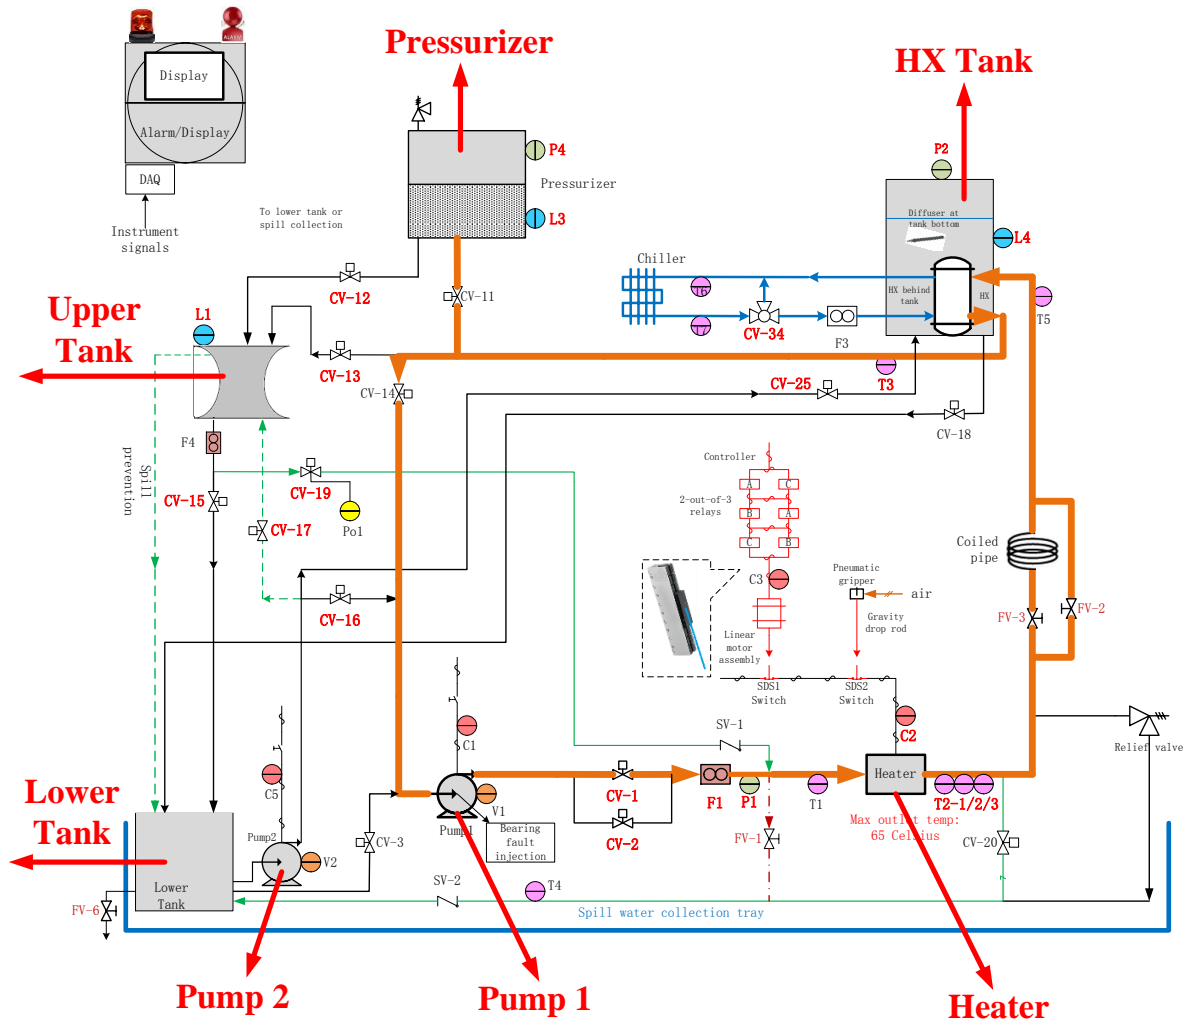 Pressurizer
HX Tank
ALARM
Display
Alarm/Display
DAQ
Instrument
signals
To lower tank or
spill collection
P4
Pressurizer
L3
P2
Diffuser at
tank bottom
L4
Chiller
HX behind
tank
HX
T6
T7
CV-34
F3
T5
CV-12
CV-11
Upper
Tank
L1
CV-13
CV-14
T3
CV-25
CV-18
F4
Spill
prevention
CV-15
CV-19
CV-17
Po1
CV-16
Controller
A
C
2-out-of-3
relays
B
A
C
B
C3
Pneumatic
gripper
air
Gravity
drop rod
Linear
motor
assembly
SDS1
Switch
SDS2
Switch
Coiled
pipe
FV-3
FV-2
C2
SV-1
Relief valve
C1
C5
Lower
Tank
Pump2
V2
CV-3
Pump1
V1
Bearing
fault
injection
CV-1
CV-2
F1
P1
T1
Heater
T2-1/2/3
Max outlet temp:
65 Celsius
FV-1
CV-20
Lower
Tank
FV-6
SV-2
T4
Spill water collection tray
Pump 2
Pump 1
Heater